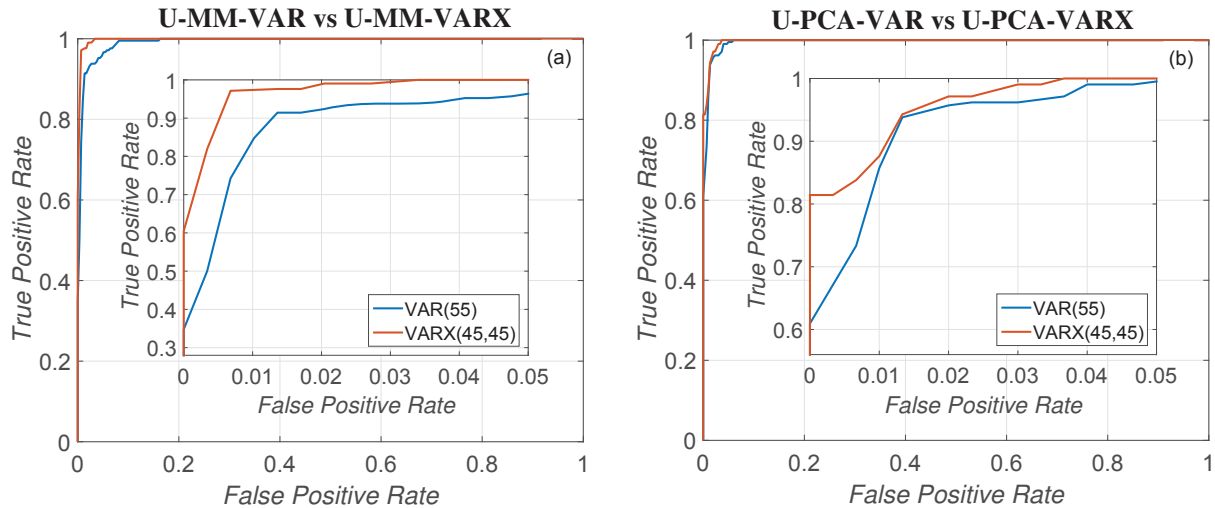 U-MM-VAR vs U-MM-VARX
(a)
True Positive Rate
1
0.8
0.6
0.4
0.2
0
0 0.2 0.4 0.6 0.8 1
False Positive Rate
True Positive Rate
1
0.9
0.8
0.7
0.6
0.5
0.4
0.3
0 0.01 0.02 0.03 0.04 0.05
False Positive Rate
VAR(55)
VARX(45,45)
U-PCA-VAR vs U-PCA-VARX
(b)
True Positive Rate
1
0.8
0.6
0.4
0.2
0
0 0.2 0.4 0.6 0.8 1
False Positive Rate
True Positive Rate
1
0.9
0.8
0.7
0.6
0 0.01 0.02 0.03 0.04 0.05
False Positive Rate
VAR(55)
VARX(45,45)